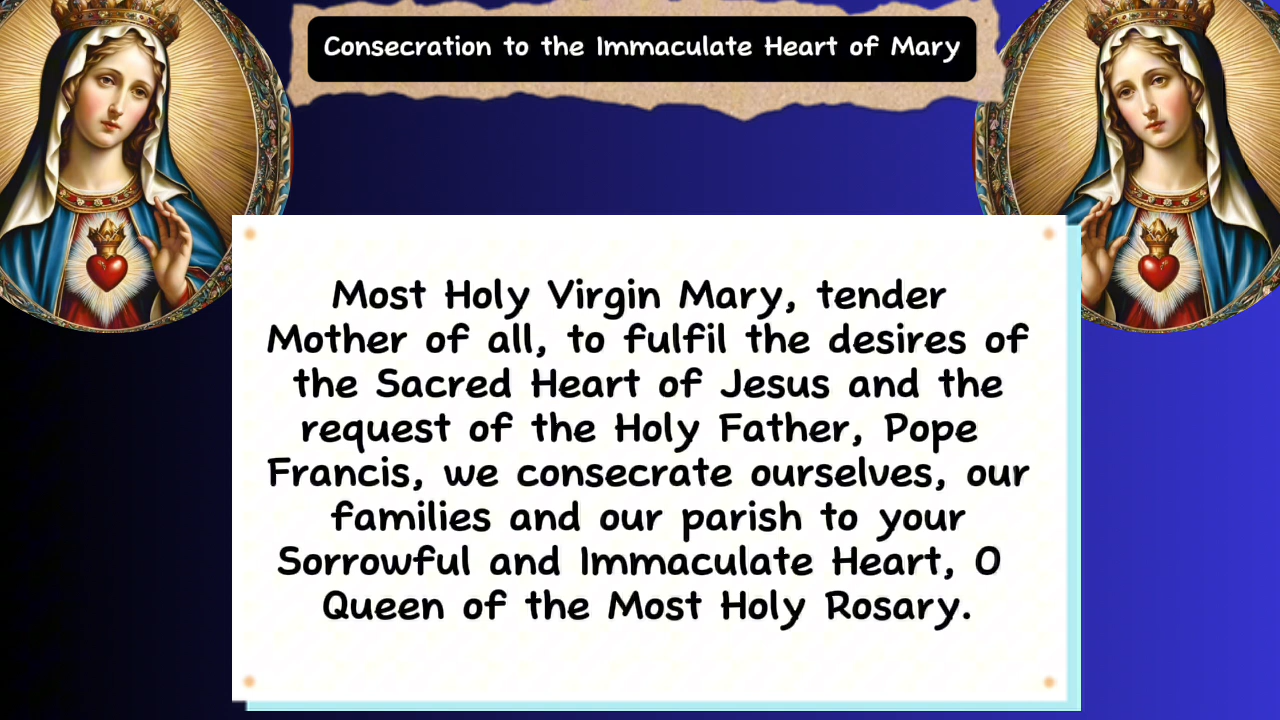 Consecration to the Immaculate Heart of Mary
Most Holy Virgin Mary, tender
Mother of all, to fulfil the desires of
the Sacred Heart of Jesus and the
request of the Holy Father, Pope
Francis, we consecrate ourselves, our
families and our parish to your
Sorrowful and Immaculate Heart, O
Queen of the Most Holy Rosary.